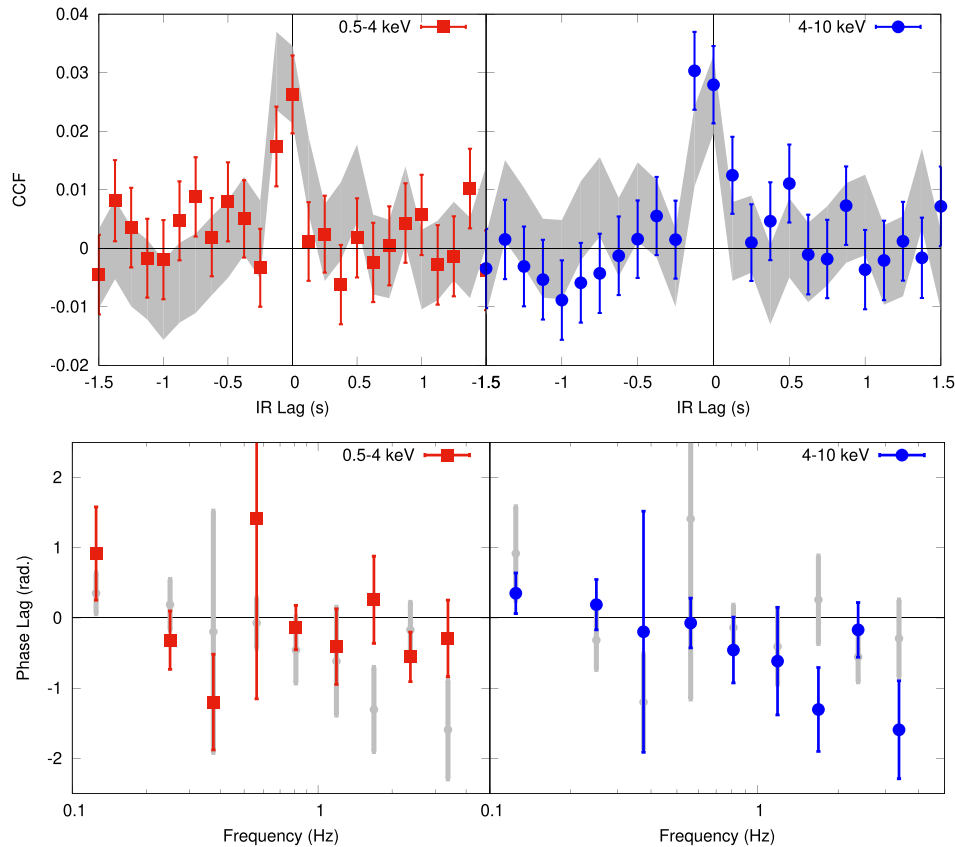 0.5-4 keV
4-10 keV
0.04
0.03
0.02
0.01
0
-0.01
-0.02
CCF
-1.5 -1 -0.5 0 0.5 1 1.5
-1.5 -1 -0.5 0 0.5 1 1.5
IR Lag (s)
IR Lag (s)
0.5-4 keV
4-10 keV
2
1
0
-1
-2
Phase Lag (rad.)
0.1 1
0.1 1
Frequency (Hz)
Frequency (Hz)